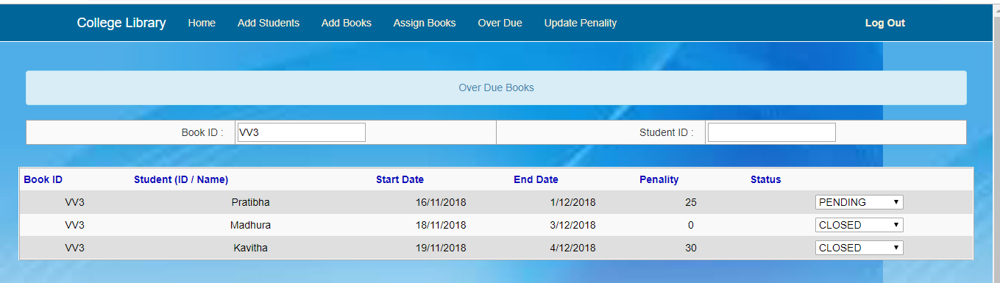 College Library Home Add Students Add Books Assign Books Over Due Update Penality Log Out
Over Due Books
Book ID : VV3 Student ID :
Book ID Student (ID / Name) Start Date End Date Penality Status
VV3 Pratibha 16/11/2018 1/12/2018 25 PENDING
VV3 Madhura 18/11/2018 3/12/2018 0 CLOSED
VV3 Kavitha 19/11/2018 4/12/2018 30 CLOSED